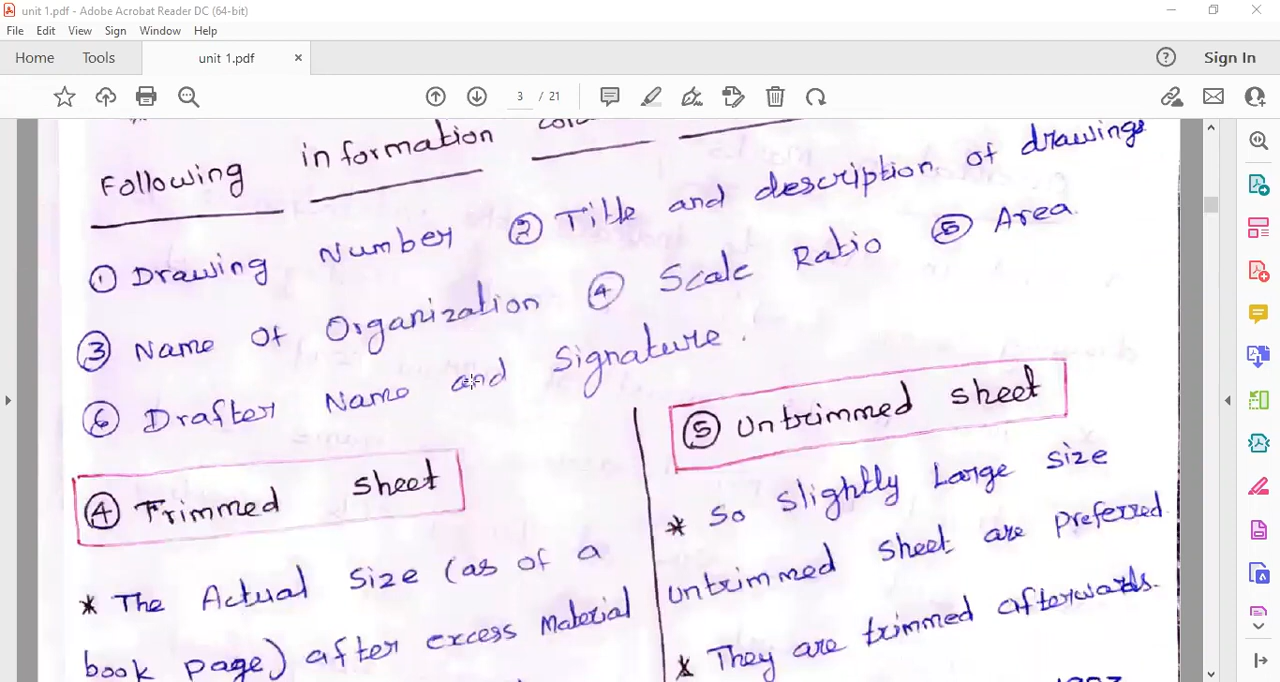 unit 1.pdf - Adobe Acrobat Reader DC (64-bit)
File Edit View Sign Window Help
Home Tools unit 1.pdf × Sign In
3 / 21
Following information
① Drawing Number ② Title and description of drawings
③ Name of Organization ④ Scale Ratio ⑤ Area
⑥ Drafter Name and Signature.
④ Trimmed sheet
* The Actual Size (as of a
book page) after excess Material
⑤ Untrimmed sheet
* So slightly Large size
untrimmed sheet are preferred.
* They are trimmed afterwards.